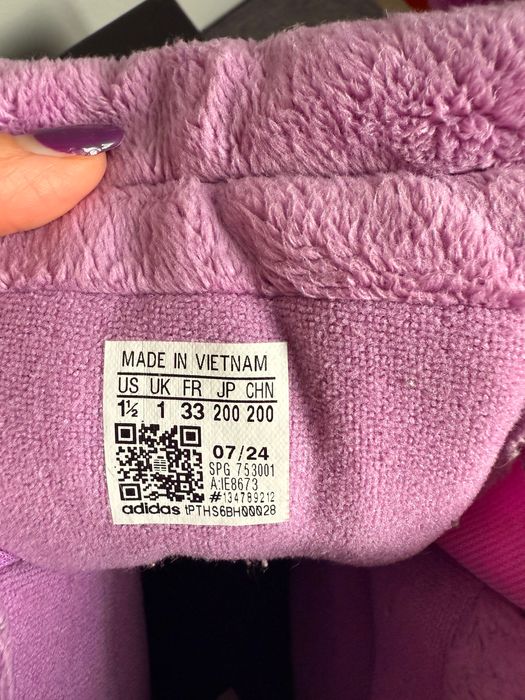 MADE IN VIETNAM
US UK FR JP CHN
1½ 1 33 200 200
07/24
SPG 753001
A:IE8673
#134789212
adidas tPTHS6BH00028